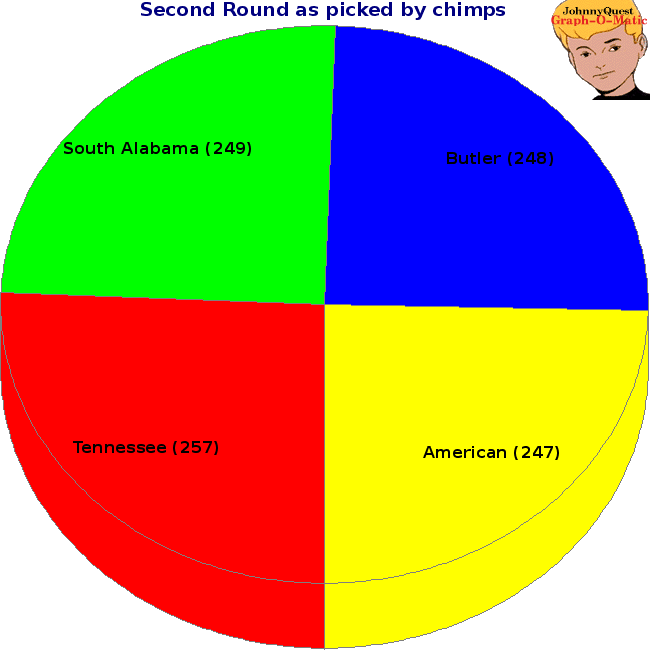 Second Round as picked by chimps
JohnnyQuest
Graph-O-Matic
South Alabama (249)
Butler (248)
Tennessee (257)
American (247)